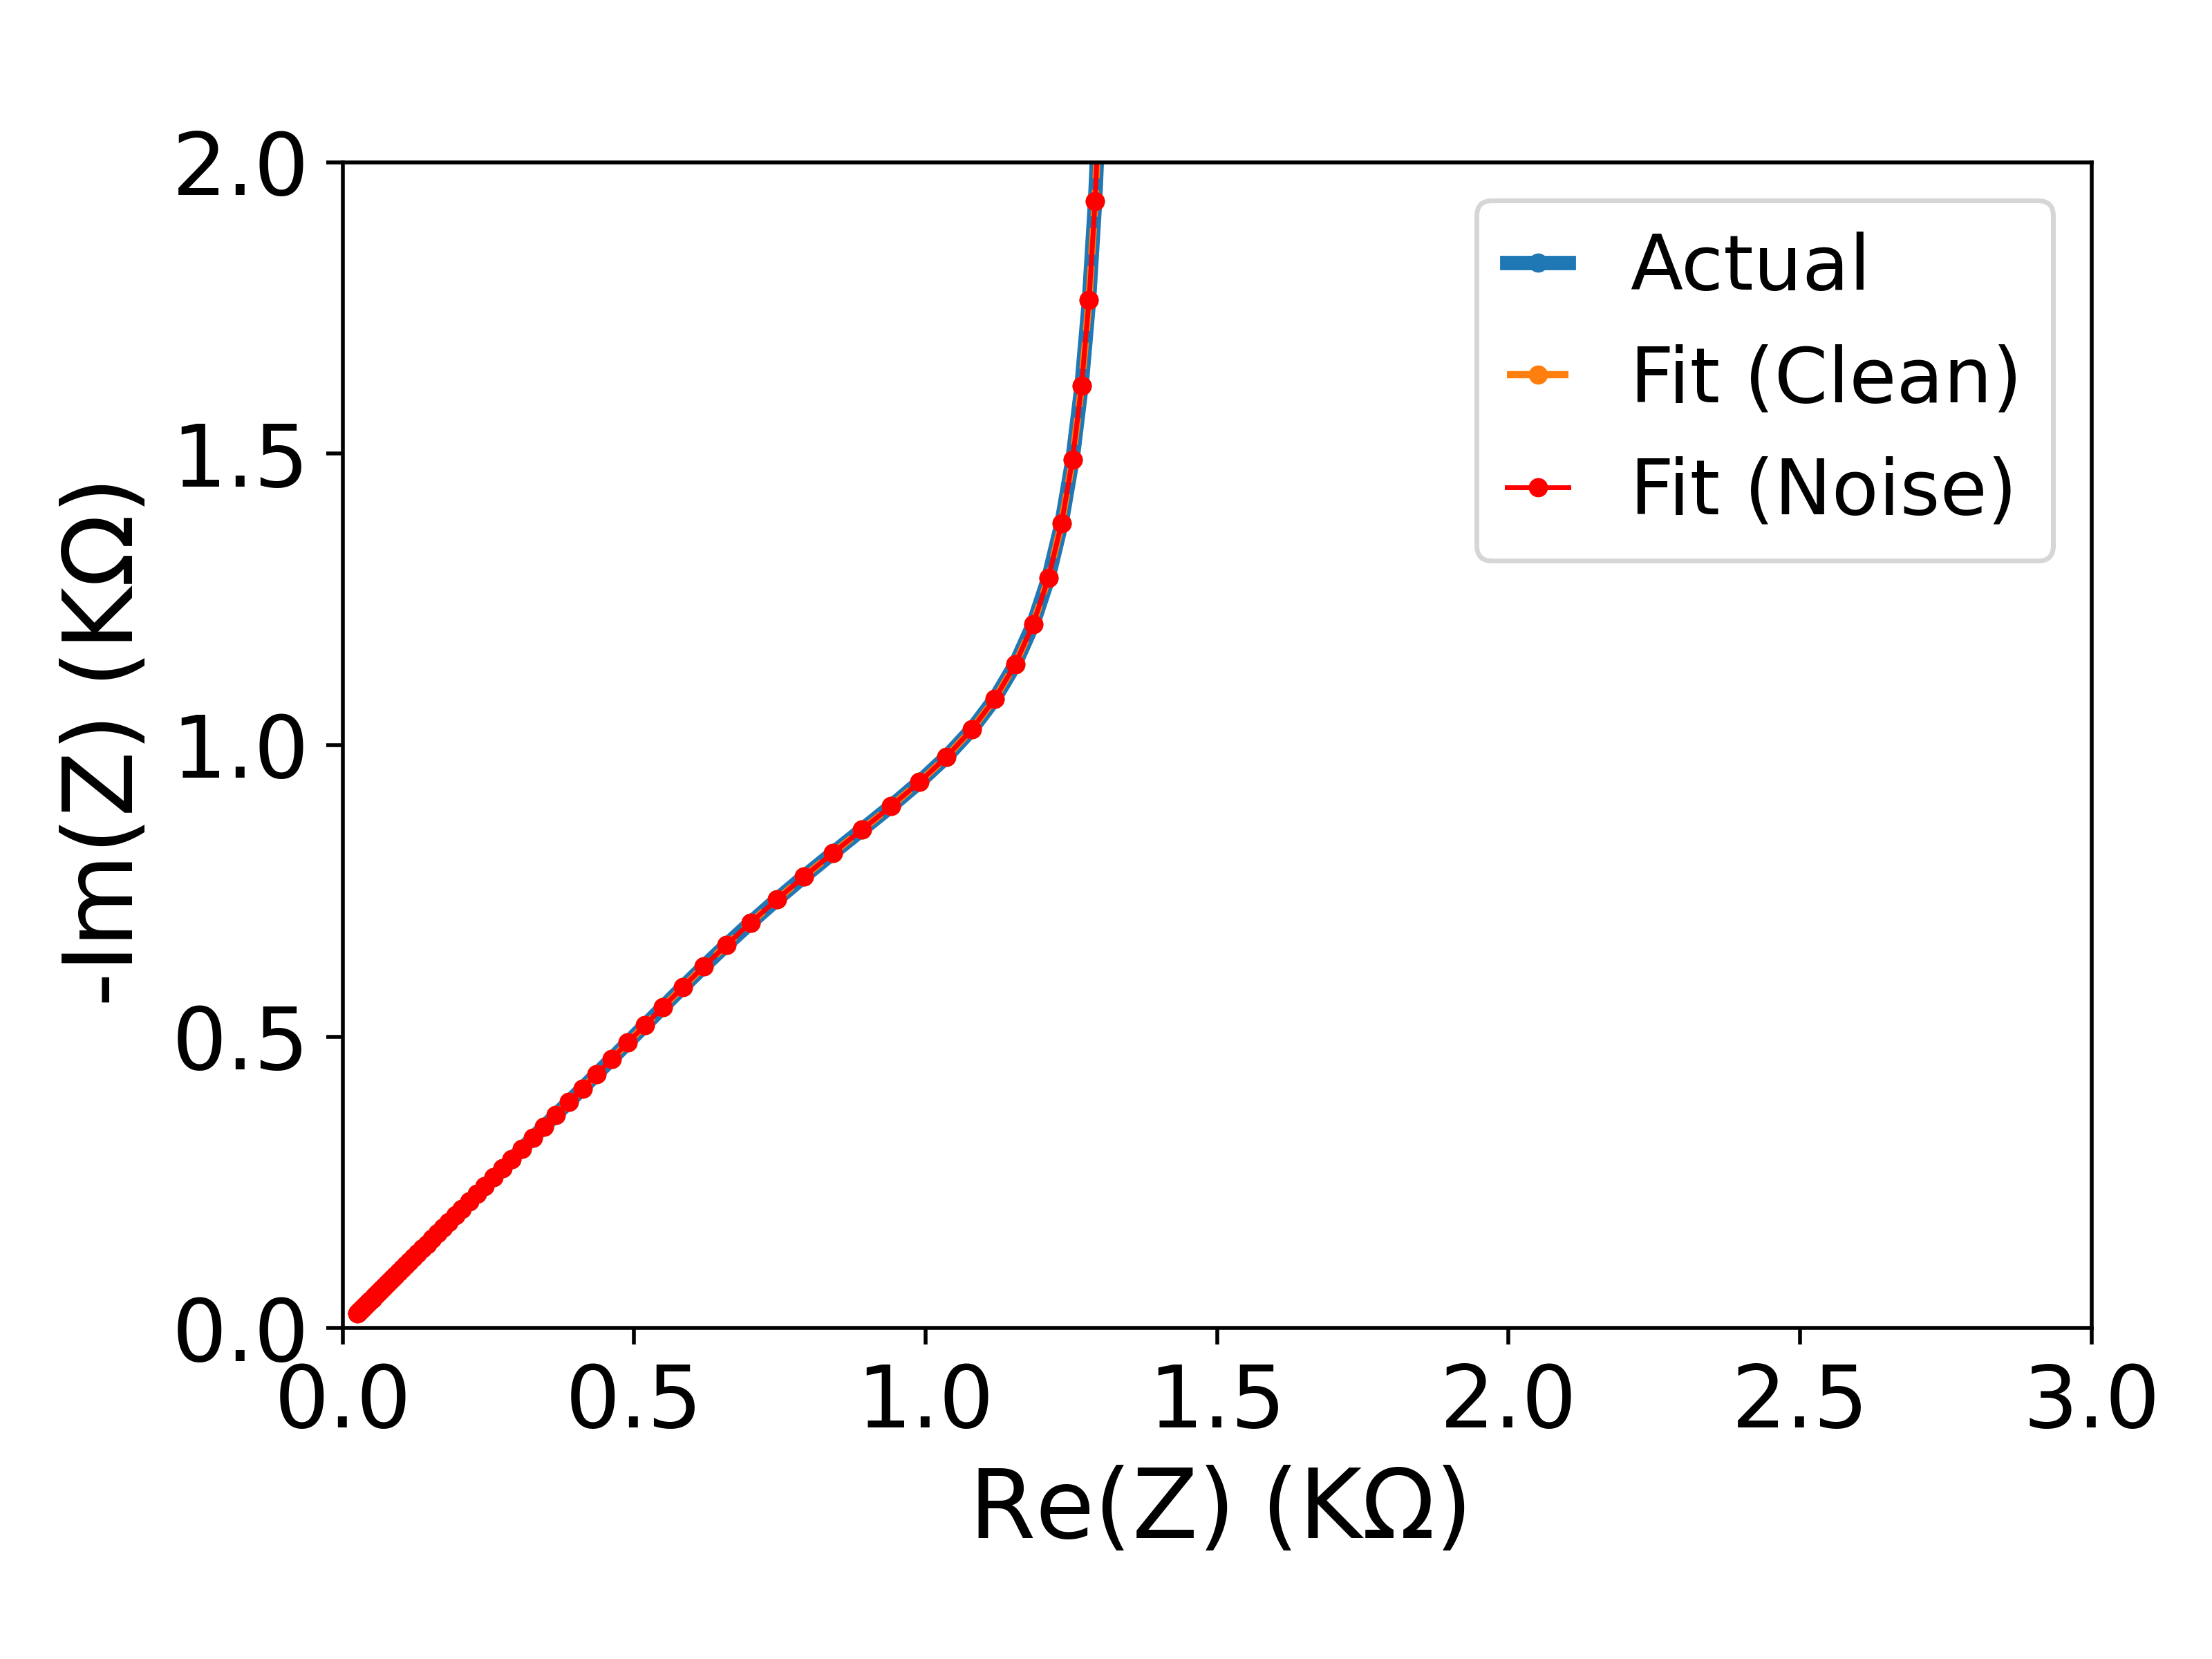 2.0
1.5
1.0
0.5
0.0
-Im(Z) (KΩ)
Actual
Fit (Clean)
Fit (Noise)
0.0 0.5 1.0 1.5 2.0 2.5 3.0
Re(Z) (KΩ)